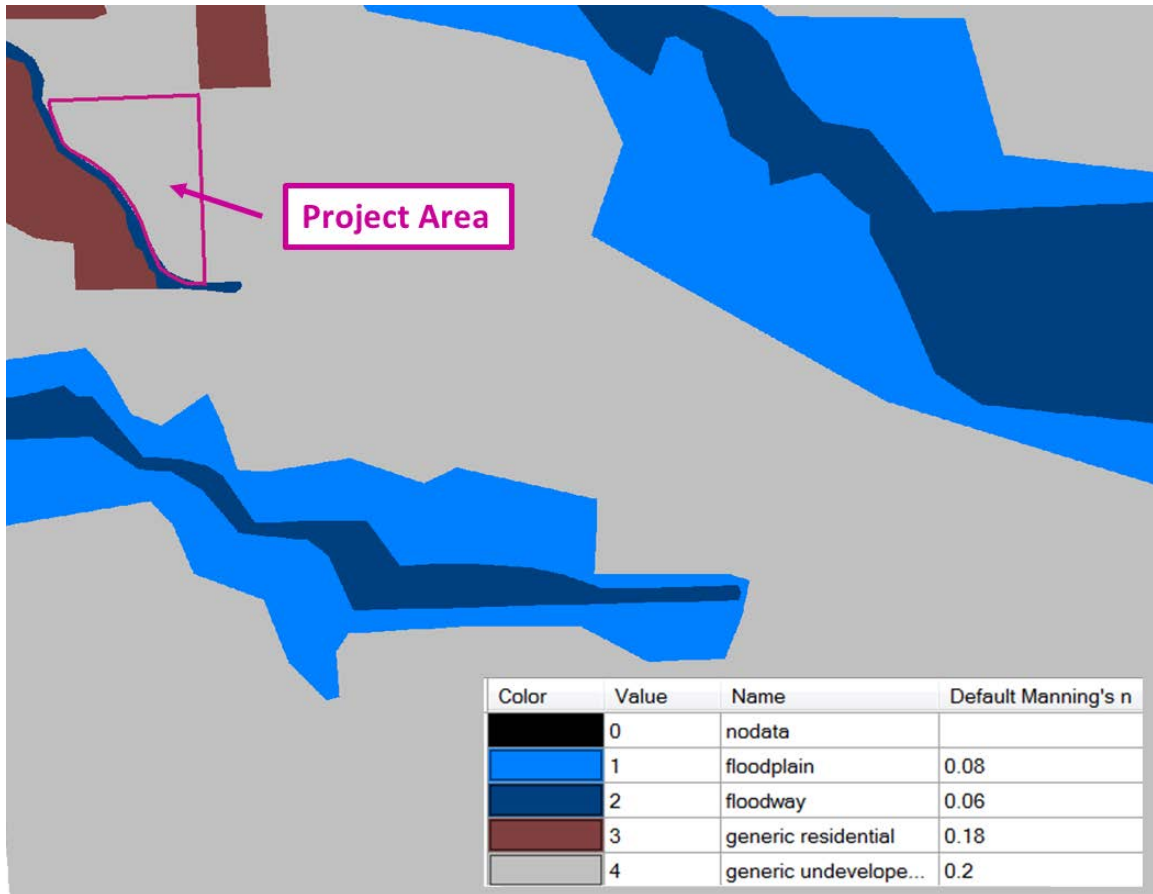 Project Area
Color Value Name Default Manning's n
0 nodata
1 floodplain 0.08
2 floodway 0.06
3 generic residential 0.18
4 generic undevelope... 0.2